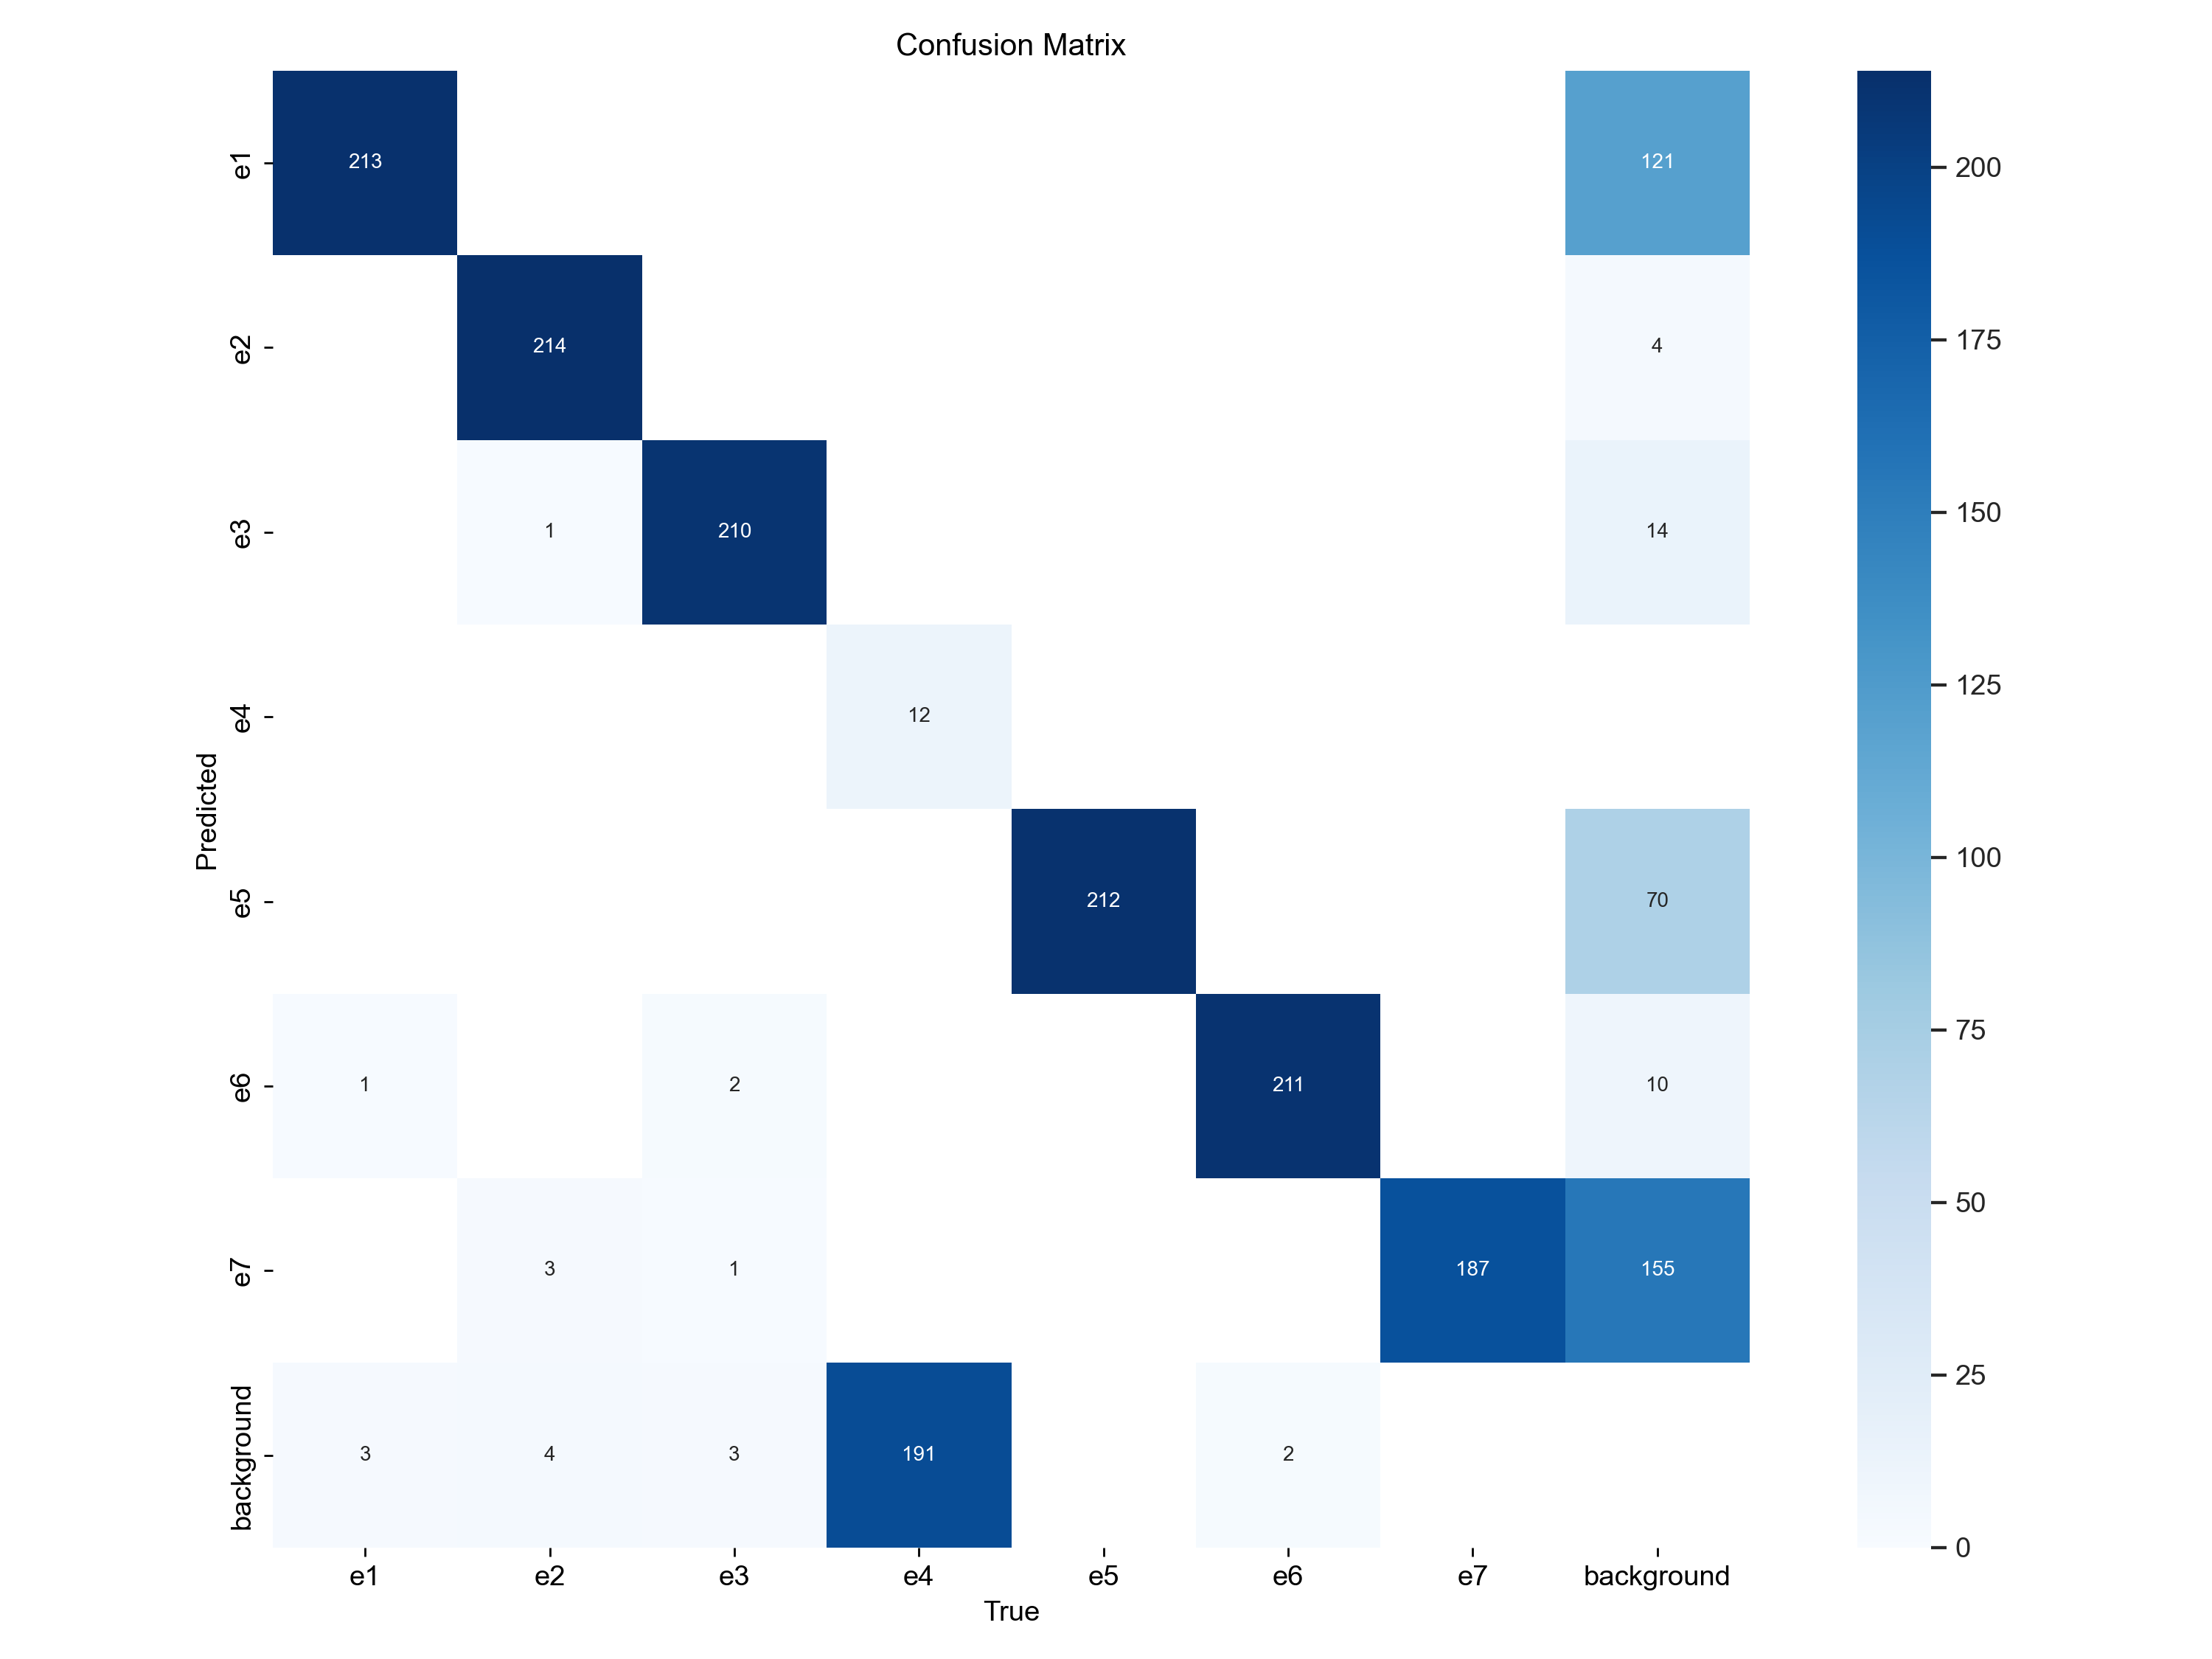 Confusion Matrix
e1 213 121 200
e2 214 4 175
e3 1 210 14 150
e4 12 125
Predicted 100
e5 212 70
e6 1 2 211 10 75
e7 3 1 187 155 50
background 3 4 3 191 2 25
0
e1 e2 e3 e4 e5 e6 e7 background
True